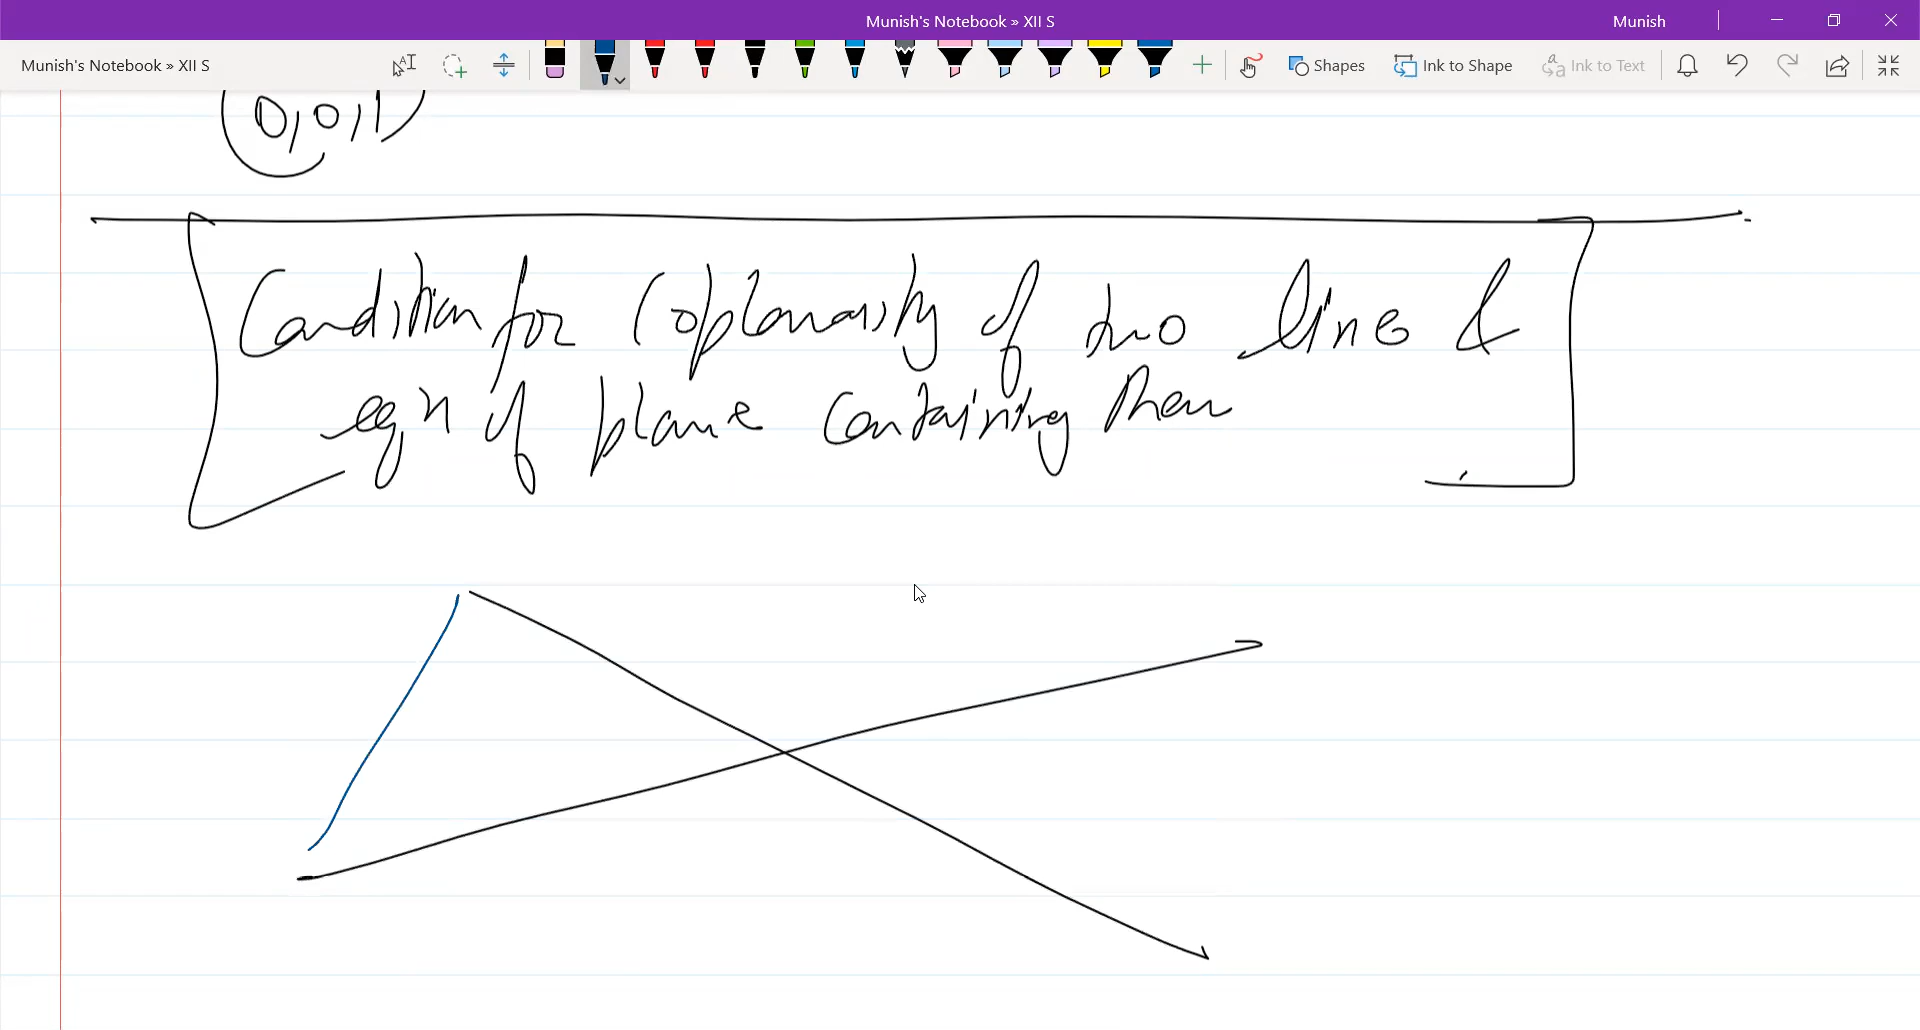 Munish's Notebook » XII S
Munish
Munish's Notebook » XII S
Shapes
Ink to Shape
Ink to Text
0,0,1)
Condition for Coplanarity of two lines &
eqn of plane containing them